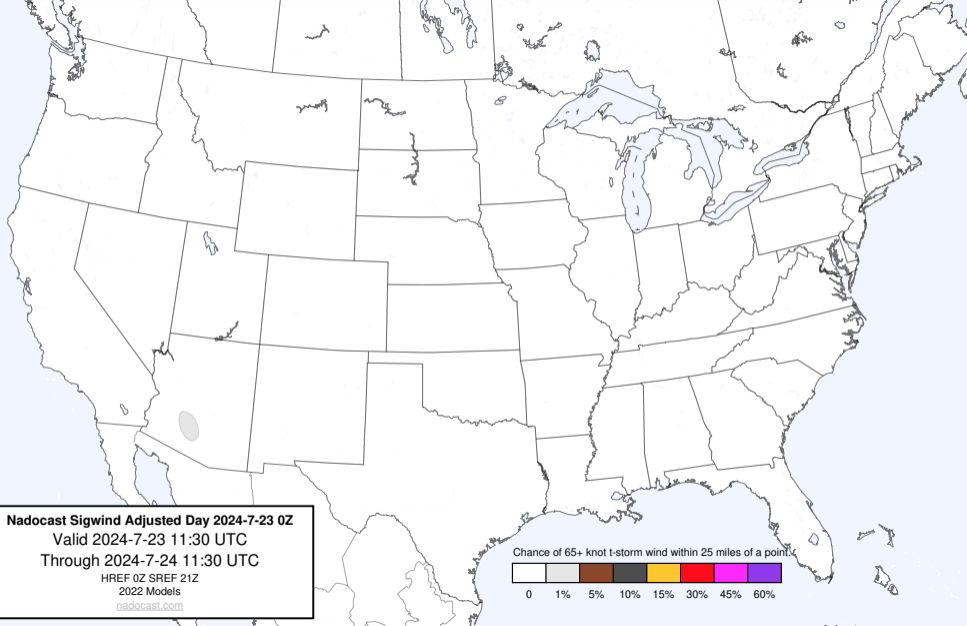 Nadocast Sigwind Adjusted Day 2024-7-23 0Z
Valid 2024-7-23 11:30 UTC
Through 2024-7-24 11:30 UTC
HREF 0Z SREF 21Z
2022 Models
nadocast.com
Chance of 65+ knot t-storm wind within 25 miles of a point.
0 1% 5% 10% 15% 30% 45% 60%